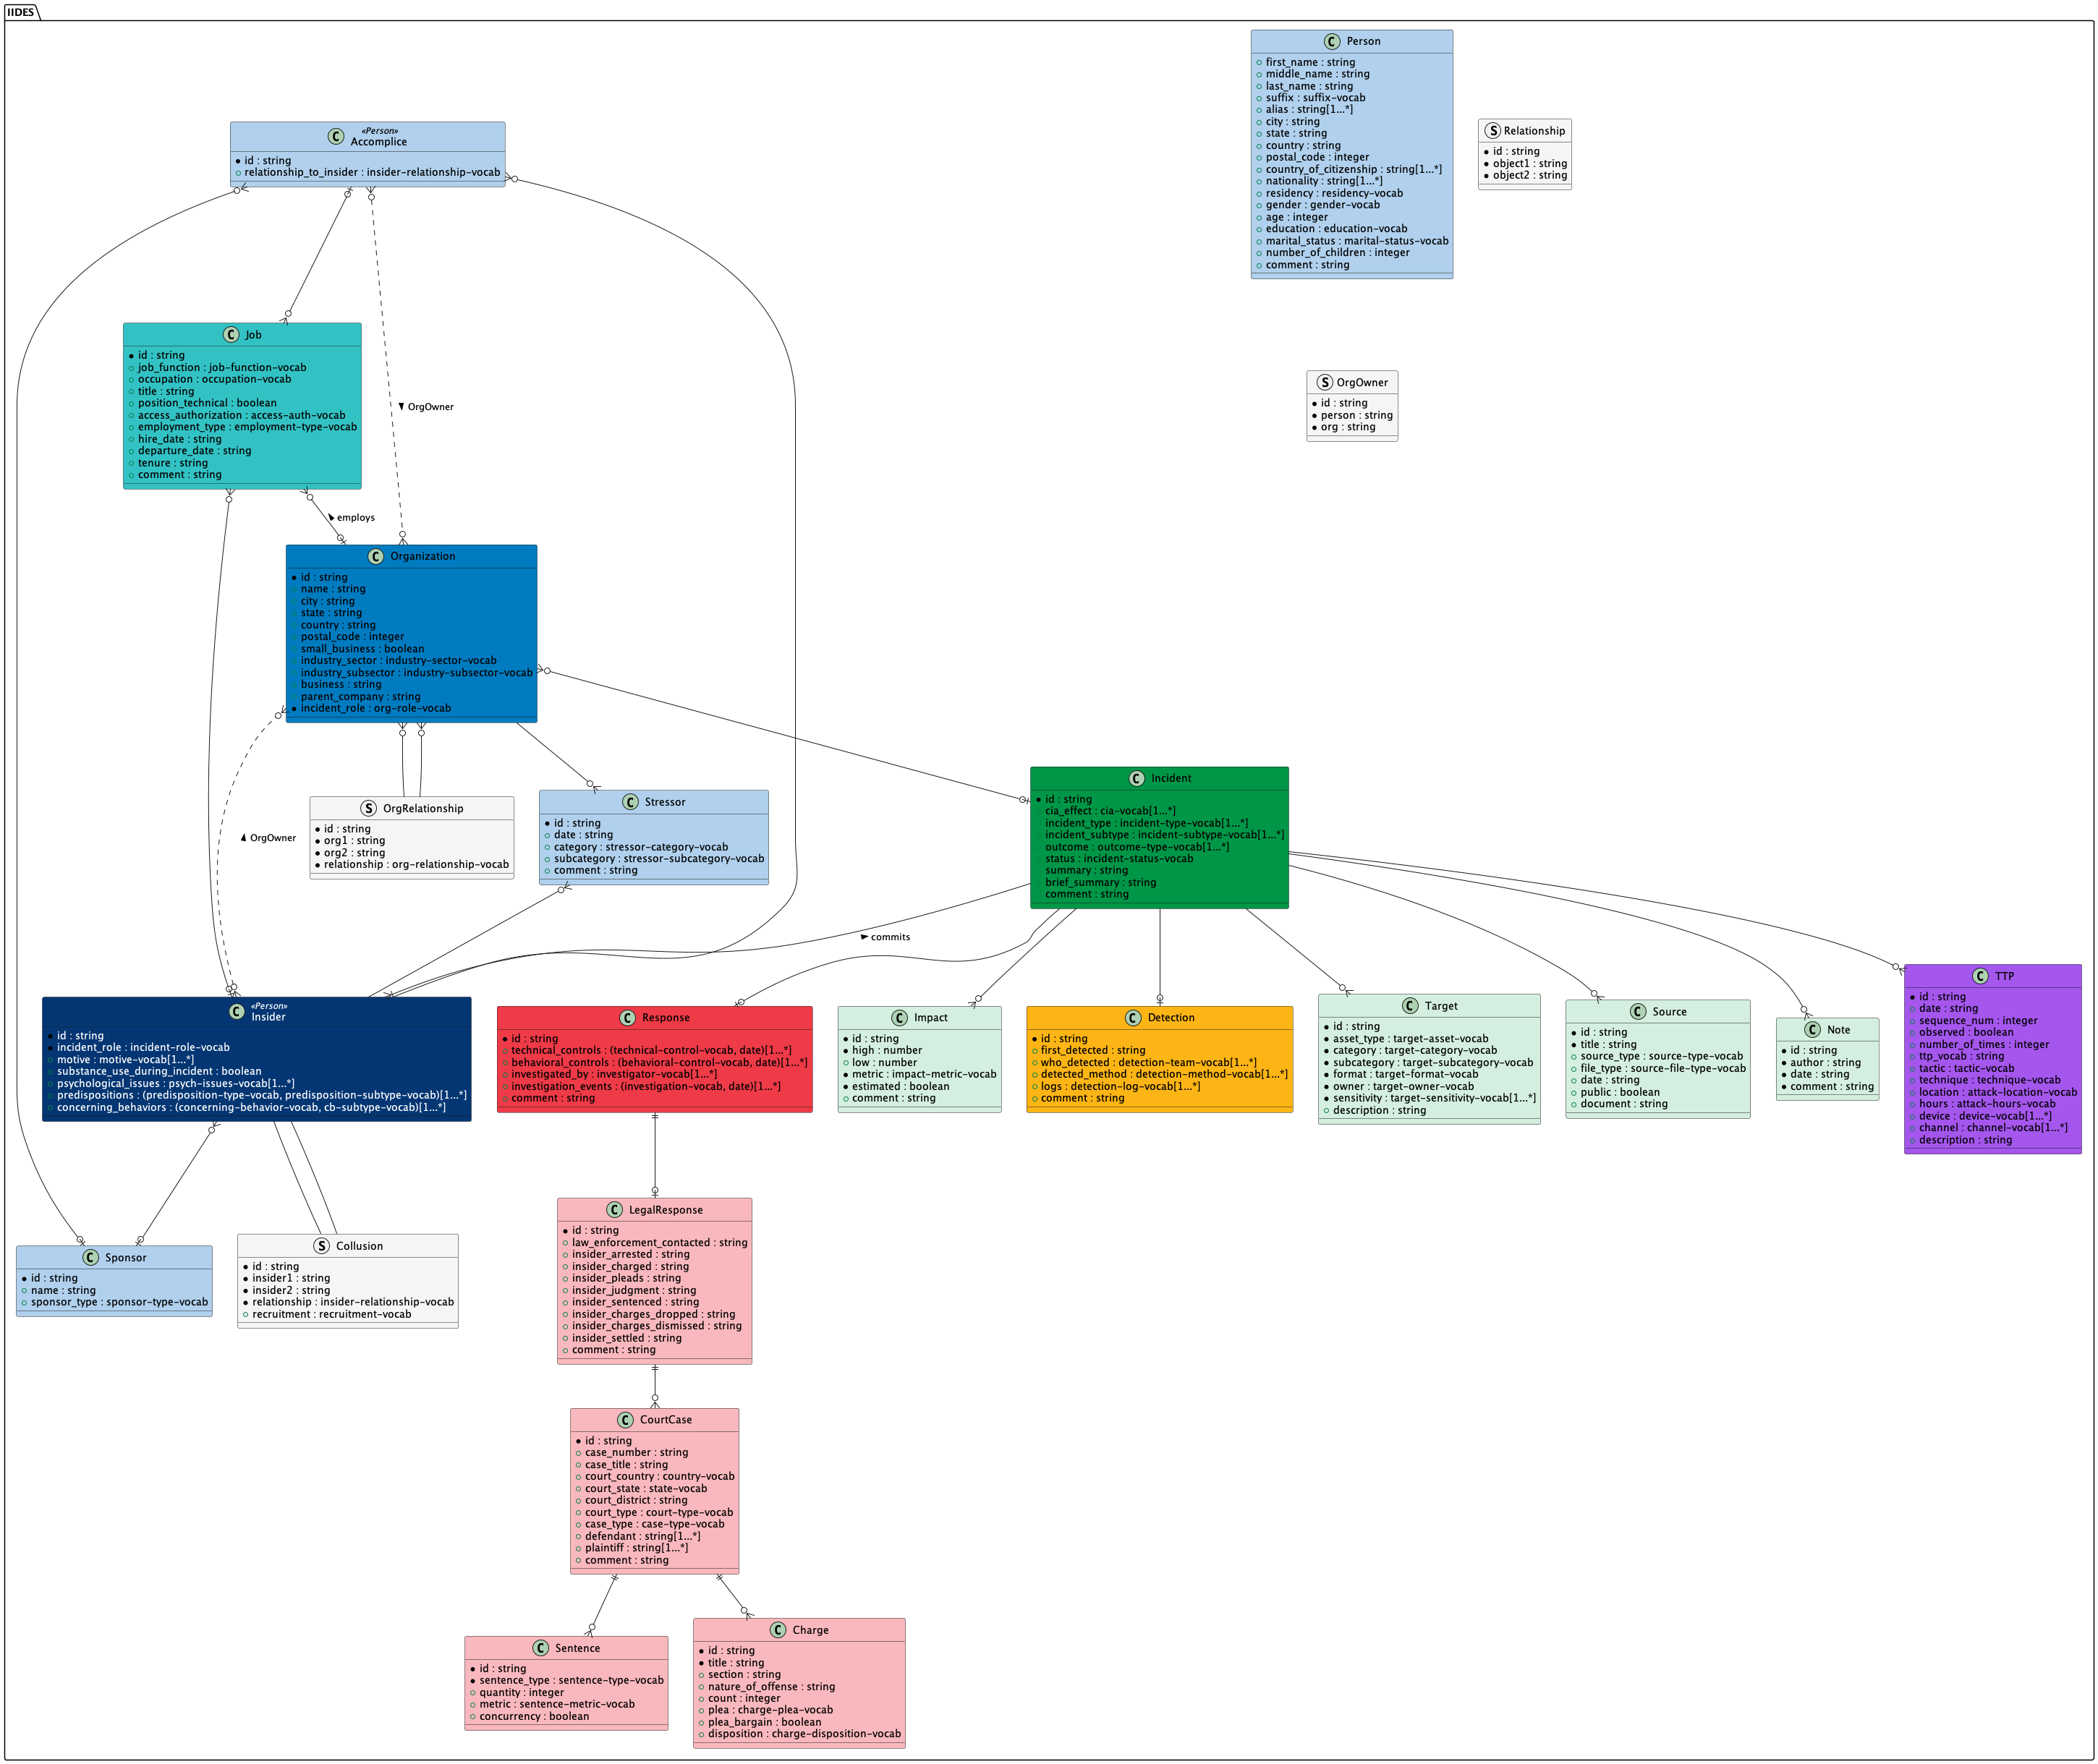 IIDES
C Person
first_name : string
middle_name : string
last_name : string
suffix : suffix-vocab
alias : string[1...*]
city : string
state : string
country : string
postal_code : integer
country_of_citizenship : string[1...*]
nationality : string[1...*]
residency : residency-vocab
gender : gender-vocab
age : integer
education : education-vocab
marital_status : marital-status-vocab
number_of_children : integer
comment : string
S Relationship
id : string
object1 : string
object2 : string
C «Person»
Accomplice
id : string
relationship_to_insider : insider-relationship-vocab
C Job
id : string
job_function : job-function-vocab
occupation : occupation-vocab
title : string
position_technical : boolean
access_authorization : access-auth-vocab
employment_type : employment-type-vocab
hire_date : string
departure_date : string
tenure : string
comment : string
OrgOwner
S OrgOwner
id : string
person : string
org : string
employs
C Organization
id : string
name : string
city : string
state : string
country : string
postal_code : integer
small_business : boolean
industry_sector : industry-sector-vocab
industry_subsector : industry-subsector-vocab
business : string
parent_company : string
incident_role : org-role-vocab
OrgOwner
S OrgRelationship
id : string
org1 : string
org2 : string
relationship : org-relationship-vocab
C Stressor
id : string
date : string
category : stressor-category-vocab
subcategory : stressor-subcategory-vocab
comment : string
C Incident
id : string
cia_effect : cia-vocab[1...*]
incident_type : incident-type-vocab[1...*]
incident_subtype : incident-subtype-vocab[1...*]
outcome : outcome-type-vocab[1...*]
status : incident-status-vocab
summary : string
brief_summary : string
comment : string
commits
C «Person»
Insider
id : string
incident_role : incident-role-vocab
motive : motive-vocab[1...*]
substance_use_during_incident : boolean
psychological_issues : psych-issues-vocab[1...*]
predispositions : (predisposition-type-vocab, predisposition-subtype-vocab)[1...*]
concerning_behaviors : (concerning-behavior-vocab, cb-subtype-vocab)[1...*]
C Response
id : string
technical_controls : (technical-control-vocab, date)[1...*]
behavioral_controls : (behavioral-control-vocab, date)[1...*]
investigated_by : investigator-vocab[1...*]
investigation_events : (investigation-vocab, date)[1...*]
comment : string
C Impact
id : string
high : number
low : number
metric : impact-metric-vocab
estimated : boolean
comment : string
C Detection
id : string
first_detected : string
who_detected : detection-team-vocab[1...*]
detected_method : detection-method-vocab[1...*]
logs : detection-log-vocab[1...*]
comment : string
C Target
id : string
asset_type : target-asset-vocab
category : target-category-vocab
subcategory : target-subcategory-vocab
format : target-format-vocab
owner : target-owner-vocab
sensitivity : target-sensitivity-vocab[1...*]
description : string
C Source
id : string
title : string
source_type : source-type-vocab
file_type : source-file-type-vocab
date : string
public : boolean
document : string
C Note
id : string
author : string
date : string
comment : string
C TTP
id : string
date : string
sequence_num : integer
observed : boolean
number_of_times : integer
ttp_vocab : string
tactic : tactic-vocab
technique : technique-vocab
location : attack-location-vocab
hours : attack-hours-vocab
device : device-vocab[1...*]
channel : channel-vocab[1...*]
description : string
C Sponsor
id : string
name : string
sponsor_type : sponsor-type-vocab
S Collusion
id : string
insider1 : string
insider2 : string
relationship : insider-relationship-vocab
recruitment : recruitment-vocab
C LegalResponse
id : string
law_enforcement_contacted : string
insider_arrested : string
insider_charged : string
insider_pleads : string
insider_judgment : string
insider_sentenced : string
insider_charges_dropped : string
insider_charges_dismissed : string
insider_settled : string
comment : string
C CourtCase
id : string
case_number : string
case_title : string
court_country : country-vocab
court_state : state-vocab
court_district : string
court_type : court-type-vocab
case_type : case-type-vocab
defendant : string[1...*]
plaintiff : string[1...*]
comment : string
C Sentence
id : string
sentence_type : sentence-type-vocab
quantity : integer
metric : sentence-metric-vocab
concurrency : boolean
C Charge
id : string
title : string
section : string
nature_of_offense : string
count : integer
plea : charge-plea-vocab
plea_bargain : boolean
disposition : charge-disposition-vocab